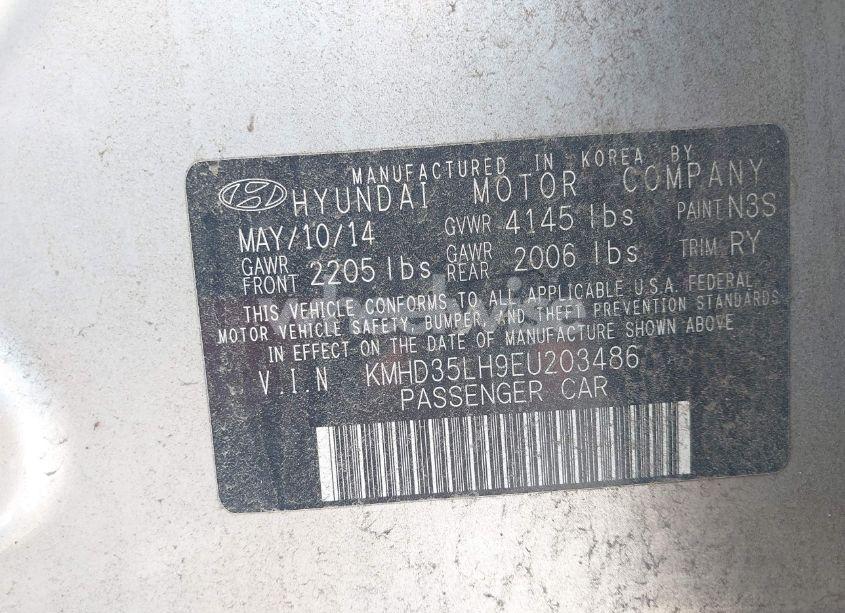 MANUFACTURED IN KOREA BY
HYUNDAI MOTOR COMPANY
MAY/10/14 GVWR 4145 lbs PAINT N3S
GAWR FRONT 2205 lbs GAWR REAR 2006 lbs TRIM RY
THIS VEHICLE CONFORMS TO ALL APPLICABLE U.S.A. FEDERAL
MOTOR VEHICLE SAFETY, BUMPER AND THEFT PREVENTION STANDARDS
IN EFFECT ON THE DATE OF MANUFACTURE SHOWN ABOVE
V.I.N KMHD35LH9EU203486
PASSENGER CAR